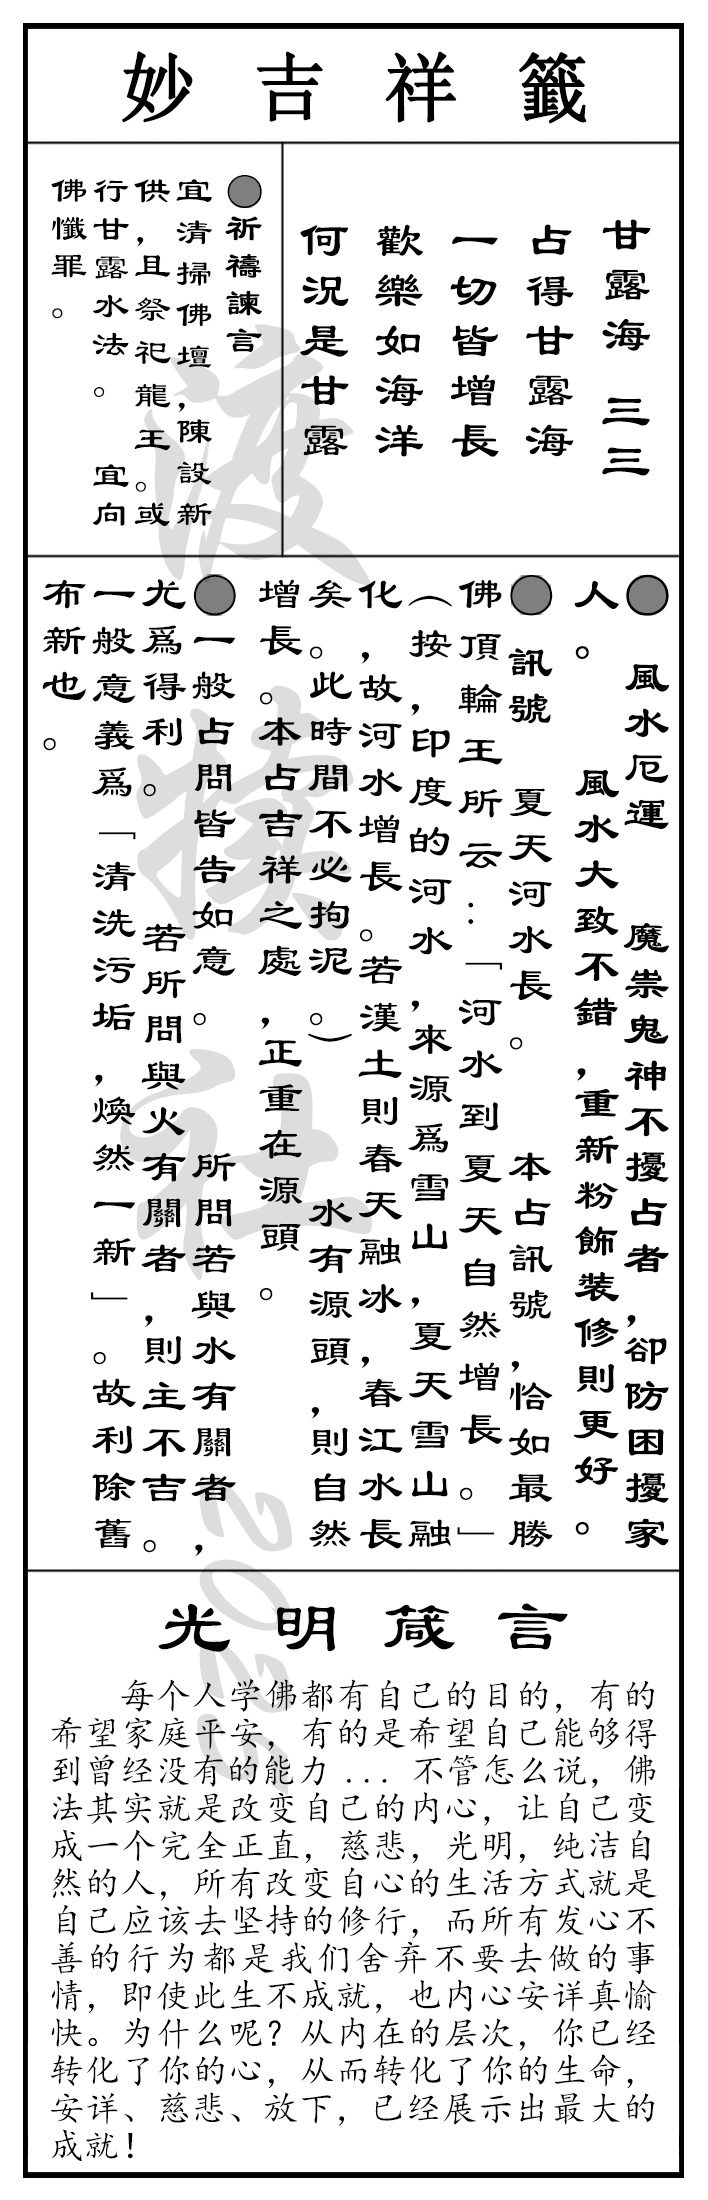 妙吉祥籤
甘露海 三三
占得甘露海
一切皆增長
歡樂如海洋
何況是甘露
●祈禱諫言
宜清掃佛壇，陳設新
供，且祭祀龍王。或
行甘露水法。 宜向
佛懺罪。
● 風水厄運 魔祟鬼神不擾占者，卻防困擾家
人。 風水大致不錯，重新粉飾裝修則更好。
● 訊號 夏天河水長。 本占訊號，恰如最勝
佛頂輪王所云：「河水到夏天自然增長。」
（按，印度的河水，來源爲雪山，夏天雪山融
化，故河水增長。若漢土則春天融冰，春江水長
矣。此時間不必拘泥。） 水有源頭，則自然
增長。本占吉祥之處，正重在源頭。
●一般占問皆告如意。 所問若與水有關者，
尤爲得利。 若所問與火有關者，則主不吉。
一般意義爲「清洗污垢，煥然一新」。故利除舊
布新也。
光明箴言
每个人学佛都有自己的目的，有的
希望家庭平安，有的是希望自己能够得
到曾经没有的能力 ... 不管怎么说，佛
法其实就是改变自己的内心，让自己变
成一个完全正直，慈悲，光明，纯洁自
然的人，所有改变自心的生活方式就是
自己应该去坚持的修行，而所有发心不
善的行为都是我们舍弃不要去做的事
情，即使此生不成就，也内心安详真愉
快。为什么呢？从内在的层次，你已经
转化了你的心，从而转化了你的生命，
安详、慈悲、放下，已经展示出最大的
成就！
渡
社